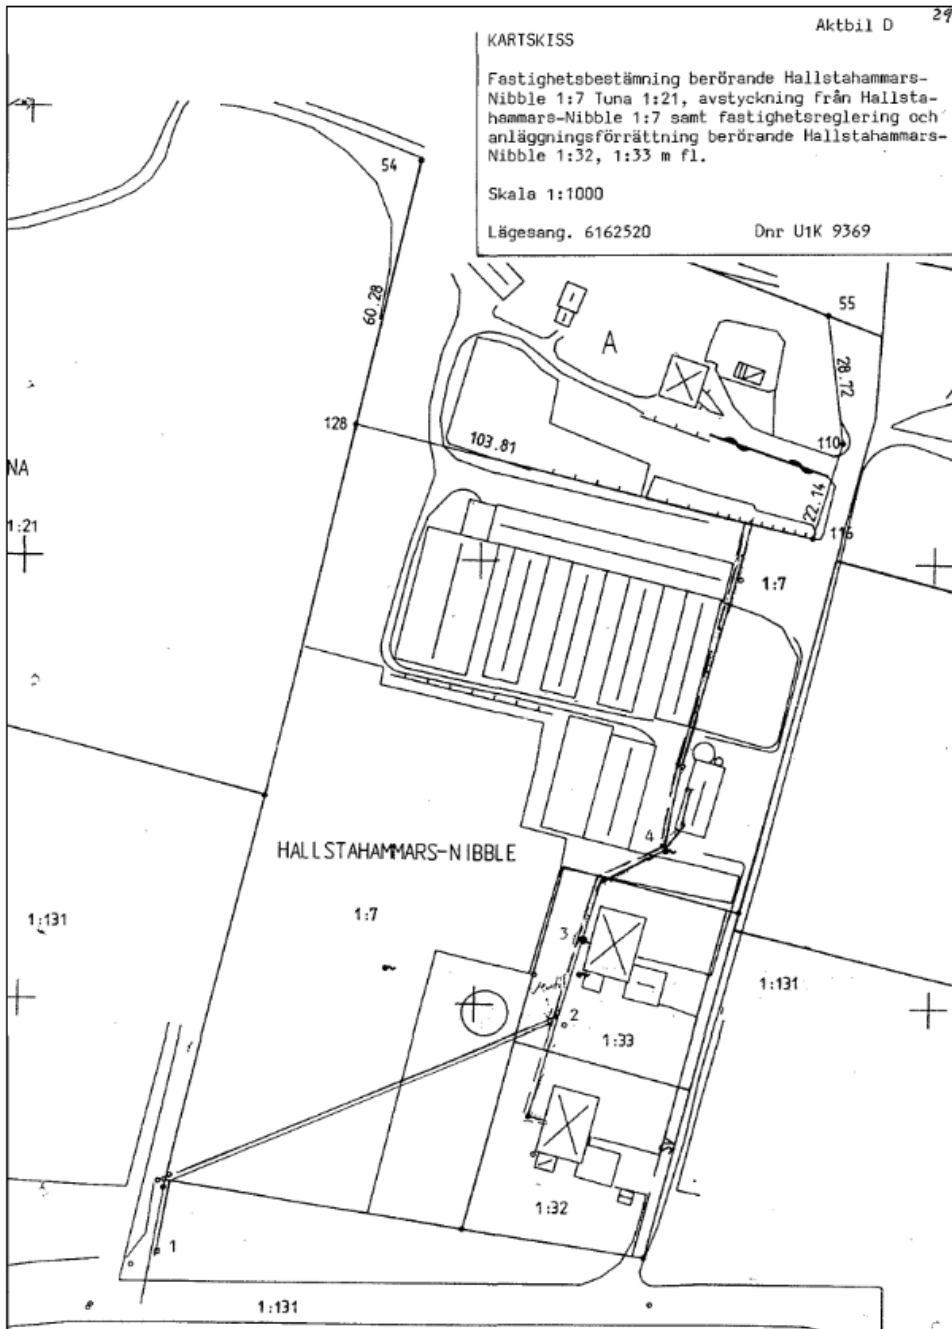 Aktbil D 29
KARTSKISS
Fastighetsbestämning berörande Hallstahammars-
Nibble 1:7 Tuna 1:21, avstyckning från Hallsta-
hammars-Nibble 1:7 samt fastighetsreglering och
anläggningsförrättning berörande Hallstahammars-
Nibble 1:32, 1:33 m fl.
Skala 1:1000
Lägesang. 6162520 Dnr U1K 9369
54
60.28
55
A
28.72
128
103.81
110
22.14
NA
116
1:21
1:7
4
HALLSTAHAMMARS-NIBBLE
1:131
1:7
3
1:131
2
1:33
1:32
1
1:131